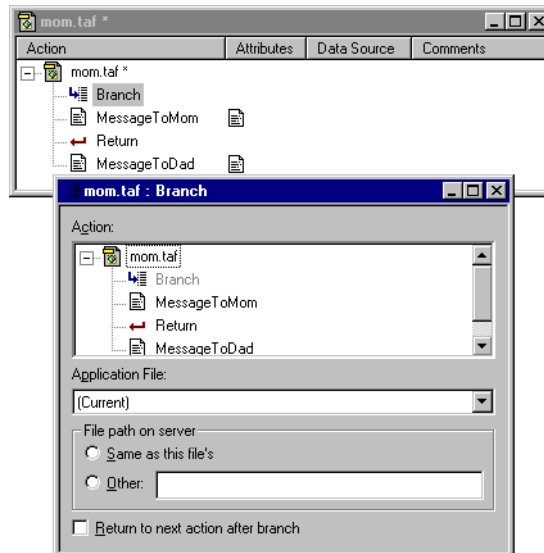 mom.taf *
Action Attributes Data Source Comments
mom.taf *
Branch
MessageToMom
Return
MessageToDad
mom.taf : Branch
Action:
mom.taf
Branch
MessageToMom
Return
MessageToDad
Application File:
(Current)
File path on server
Same as this file's
Other:
Return to next action after branch